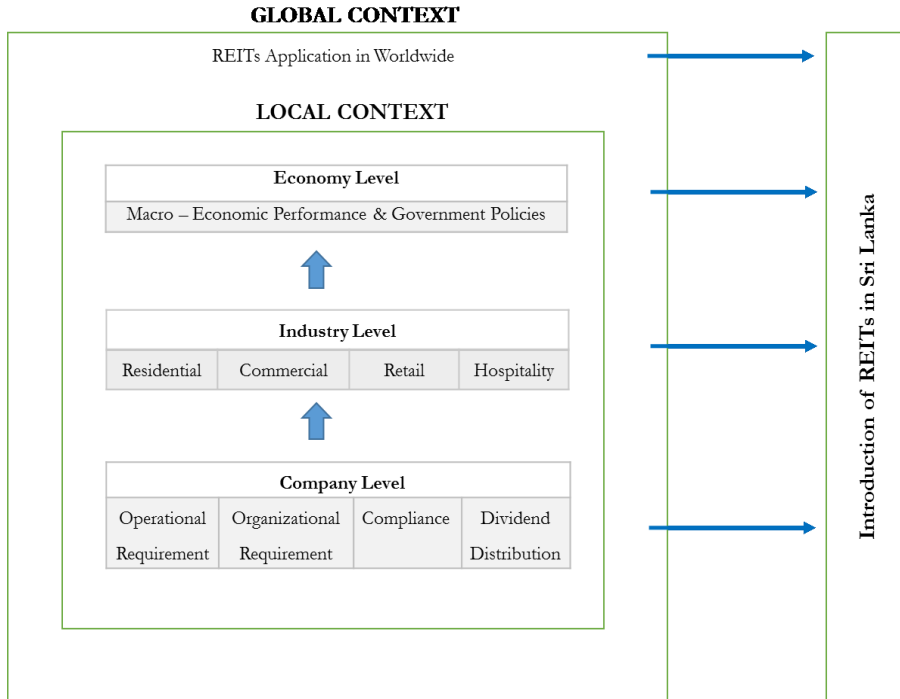 GLOBAL CONTEXT
REITs Application in Worldwide
LOCAL CONTEXT
Economy Level
Macro – Economic Performance & Government Policies
Industry Level
Residential
Commercial
Retail
Hospitality
Company Level
Operational
Requirement
Organizational
Requirement
Compliance
Dividend
Distribution
Introduction of REITs in Sri Lanka